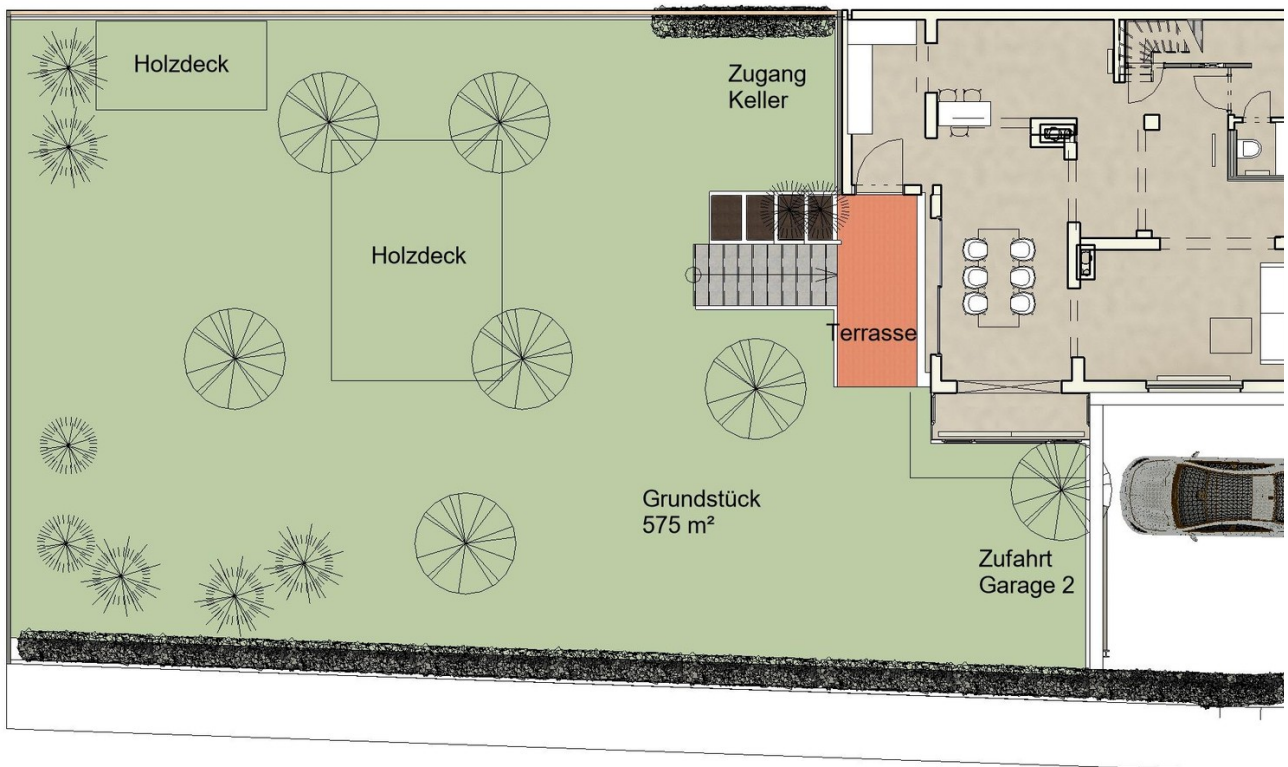 Holzdeck
Zugang
Keller
Holzdeck
Terrasse
Grundstück
575 m²
Zufahrt
Garage 2